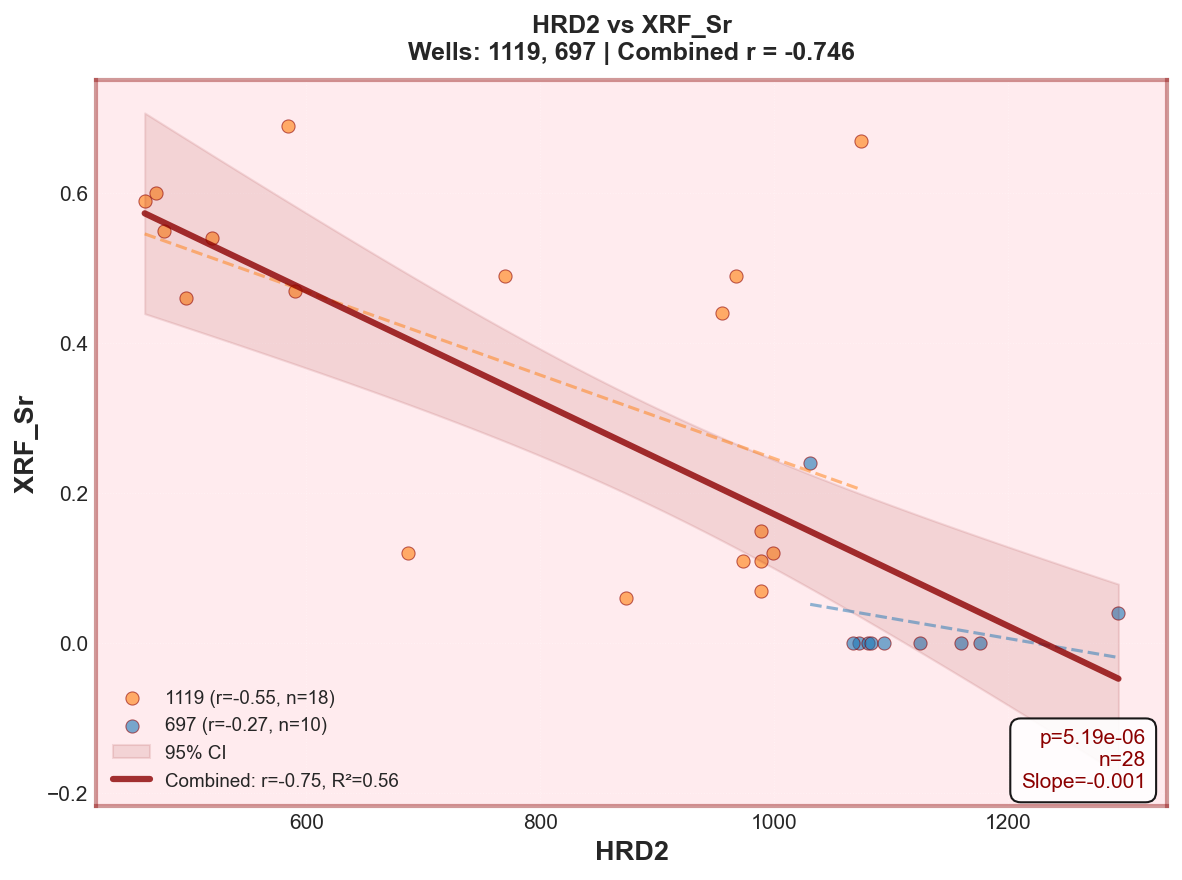 HRD2 vs XRF_Sr
Wells: 1119, 697 | Combined r = -0.746
XRF_Sr
0.6
0.4
0.2
0.0
−0.2
1119 (r=-0.55, n=18)
697 (r=-0.27, n=10)
95% CI
Combined: r=-0.75, R²=0.56
p=5.19e-06
n=28
Slope=-0.001
600 800 1000 1200
HRD2